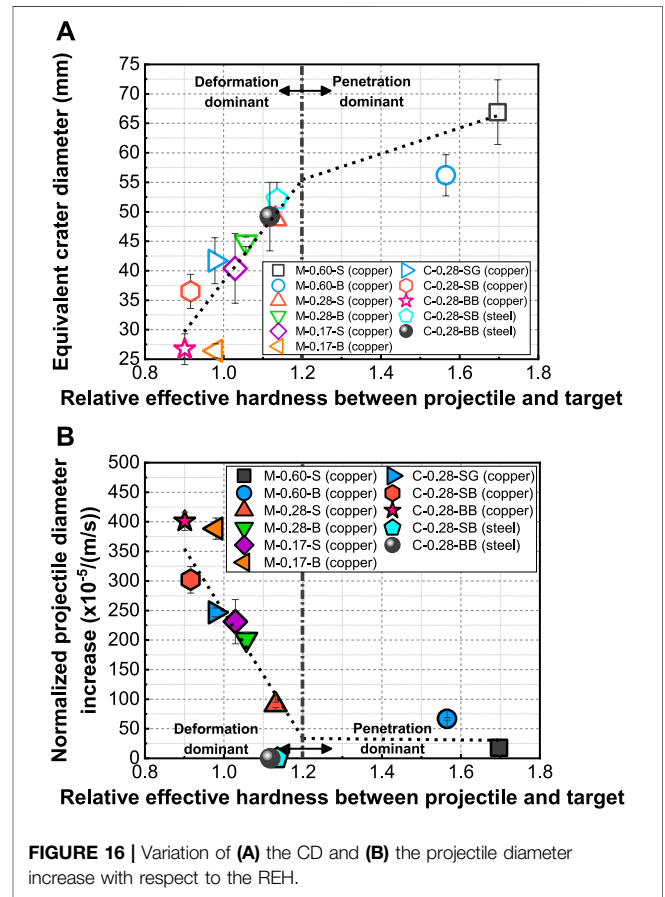 A
Equivalent crater diameter (mm)
75
70
65
60
55
50
45
40
35
30
25
Deformation dominant
Penetration dominant
M-0.60-S (copper)
M-0.60-B (copper)
M-0.28-S (copper)
M-0.28-B (copper)
M-0.17-S (copper)
M-0.17-B (copper)
C-0.28-SG (copper)
C-0.28-SB (copper)
C-0.28-BB (copper)
C-0.28-SB (steel)
C-0.28-BB (steel)
0.8 1.0 1.2 1.4 1.6 1.8
Relative effective hardness between projectile and target
B
Normalized projectile diameter
increase (x10⁻⁵/(m/s))
500
450
400
350
300
250
200
150
100
50
0
M-0.60-S (copper)
M-0.60-B (copper)
M-0.28-S (copper)
M-0.28-B (copper)
M-0.17-S (copper)
M-0.17-B (copper)
C-0.28-SG (copper)
C-0.28-SB (copper)
C-0.28-BB (copper)
C-0.28-SB (steel)
C-0.28-BB (steel)
Deformation
dominant
Penetration
dominant
0.8 1.0 1.2 1.4 1.6 1.8
Relative effective hardness between projectile and target
FIGURE 16 | Variation of (A) the CD and (B) the projectile diameter
increase with respect to the REH.